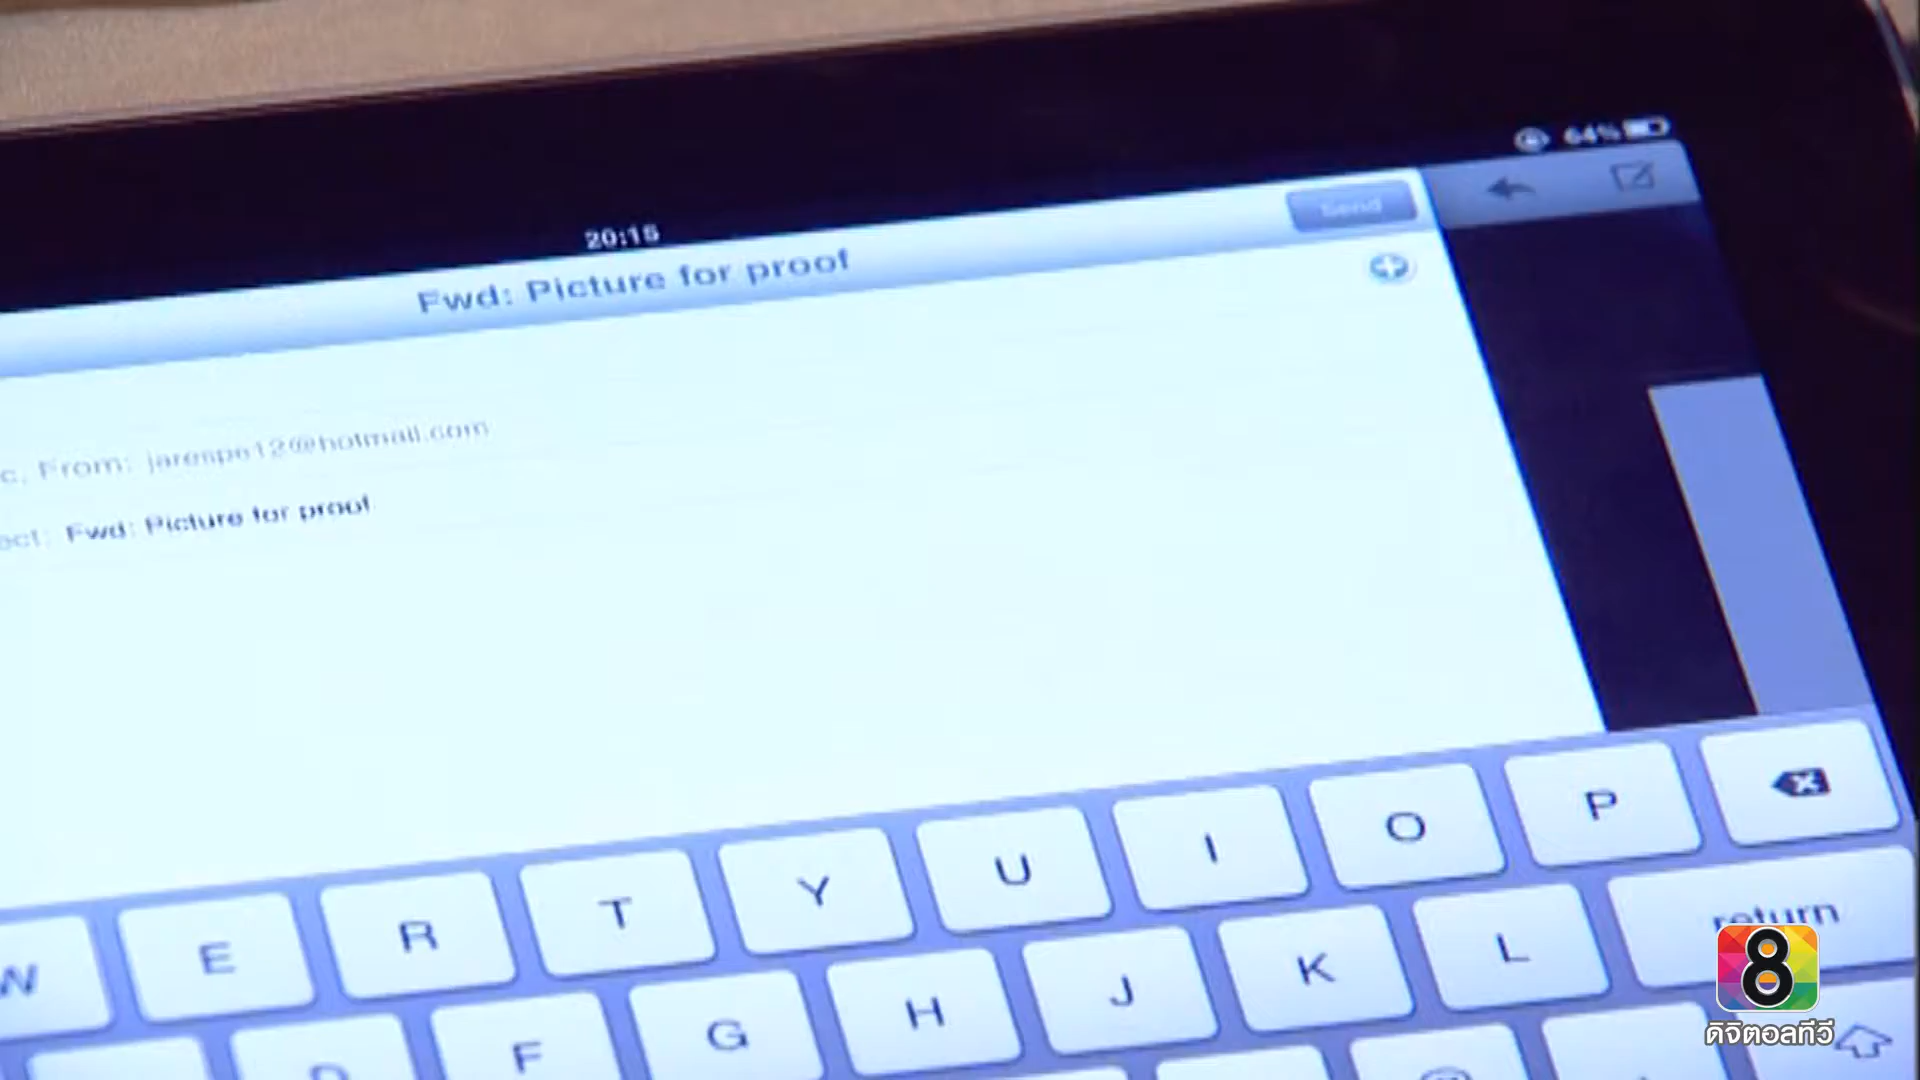 64%
20:15
Send
Fwd: Picture for proof
c, From: jarespe12@hotmail.com
ect: Fwd: Picture for proof
W E R T Y U I O P
D F G H J K L return
8
ดิจิตอลทีวี